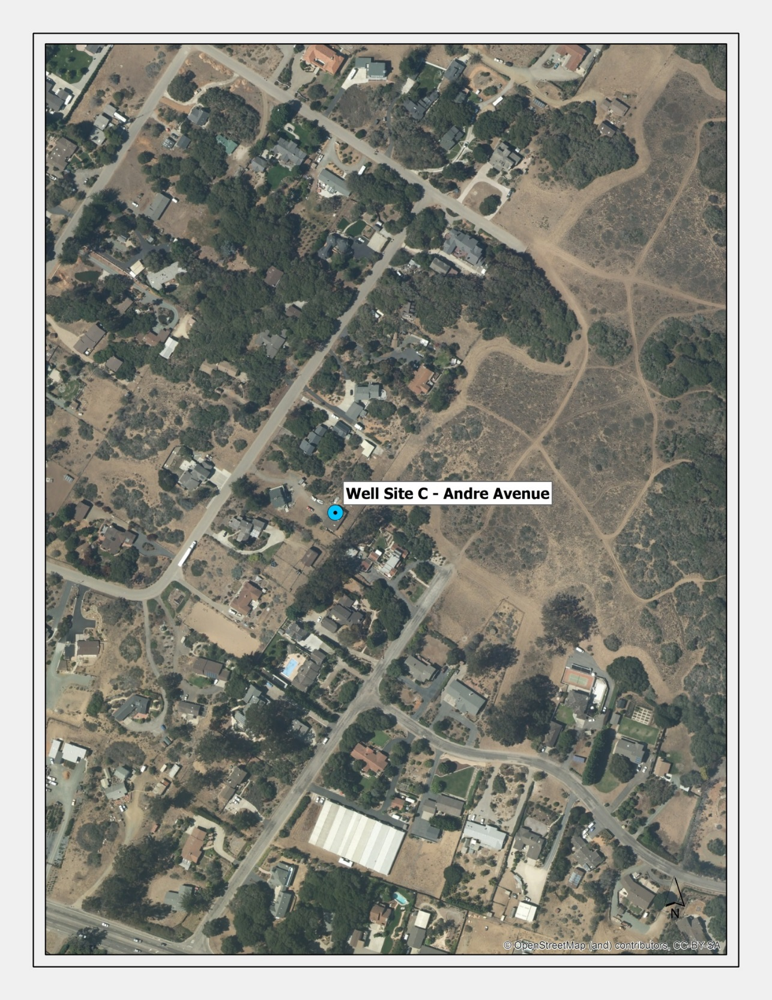 Well Site C - Andre Avenue
N
© OpenStreetMap (and) contributors, CC-BY-SA